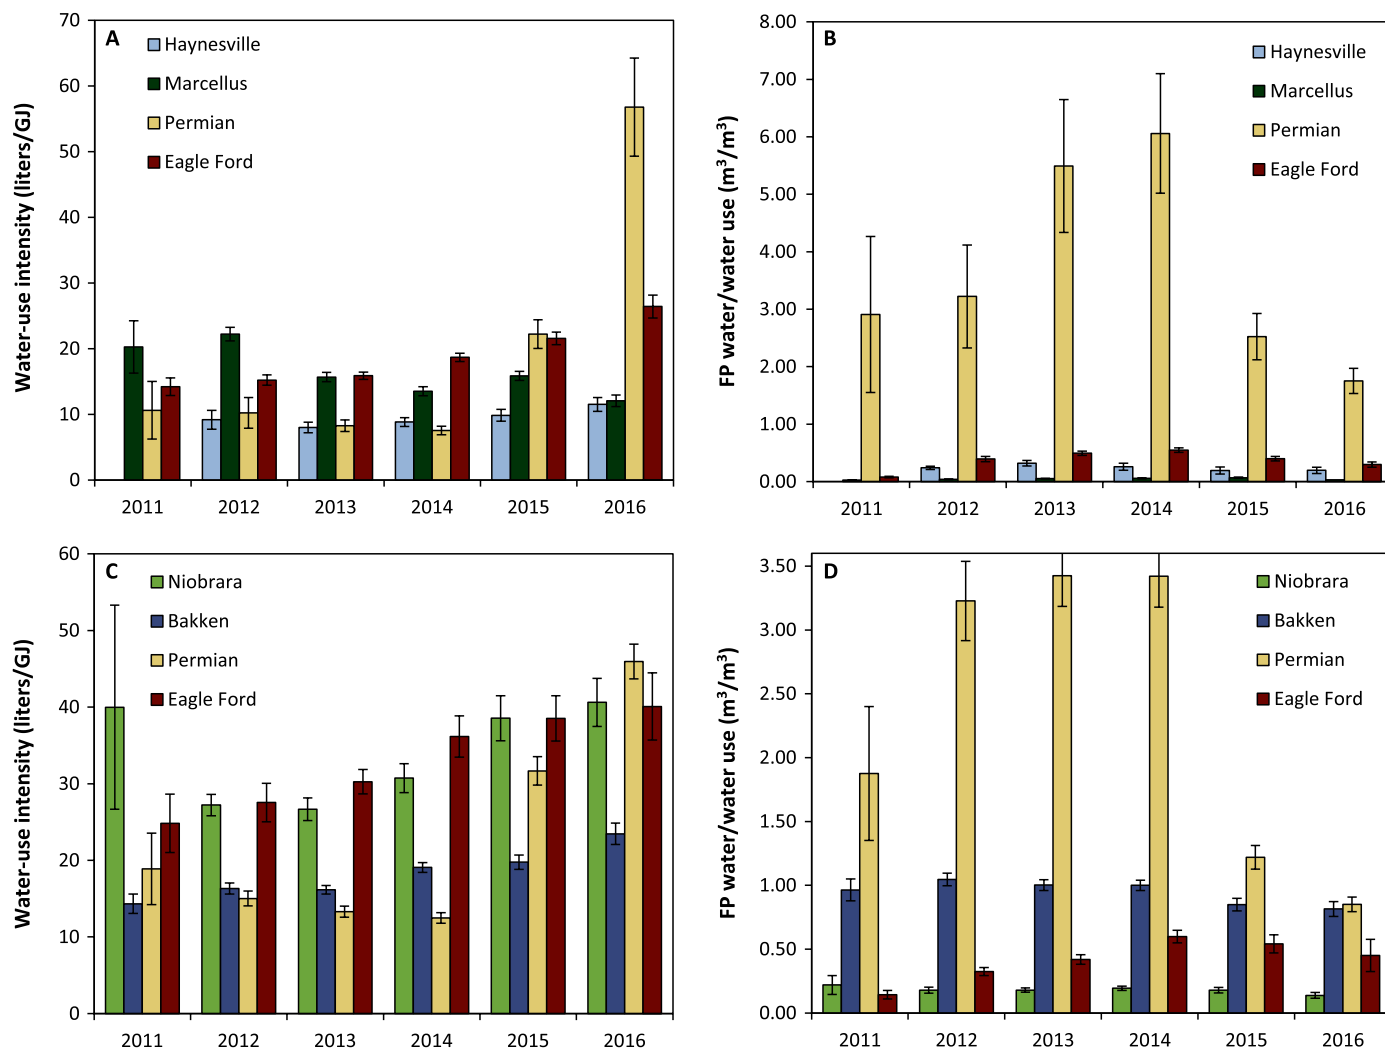 A
Water-use intensity (liters/GJ)
70
60
50
40
30
20
10
0
Haynesville
Marcellus
Permian
Eagle Ford
2011 2012 2013 2014 2015 2016
B
FP water/water use (m³/m³)
8.00
7.00
6.00
5.00
4.00
3.00
2.00
1.00
0.00
Haynesville
Marcellus
Permian
Eagle Ford
2011 2012 2013 2014 2015 2016
C
Water-use intensity (liters/GJ)
60
50
40
30
20
10
0
Niobrara
Bakken
Permian
Eagle Ford
2011 2012 2013 2014 2015 2016
D
FP water/water use (m³/m³)
3.50
3.00
2.50
2.00
1.50
1.00
0.50
0.00
Niobrara
Bakken
Permian
Eagle Ford
2011 2012 2013 2014 2015 2016